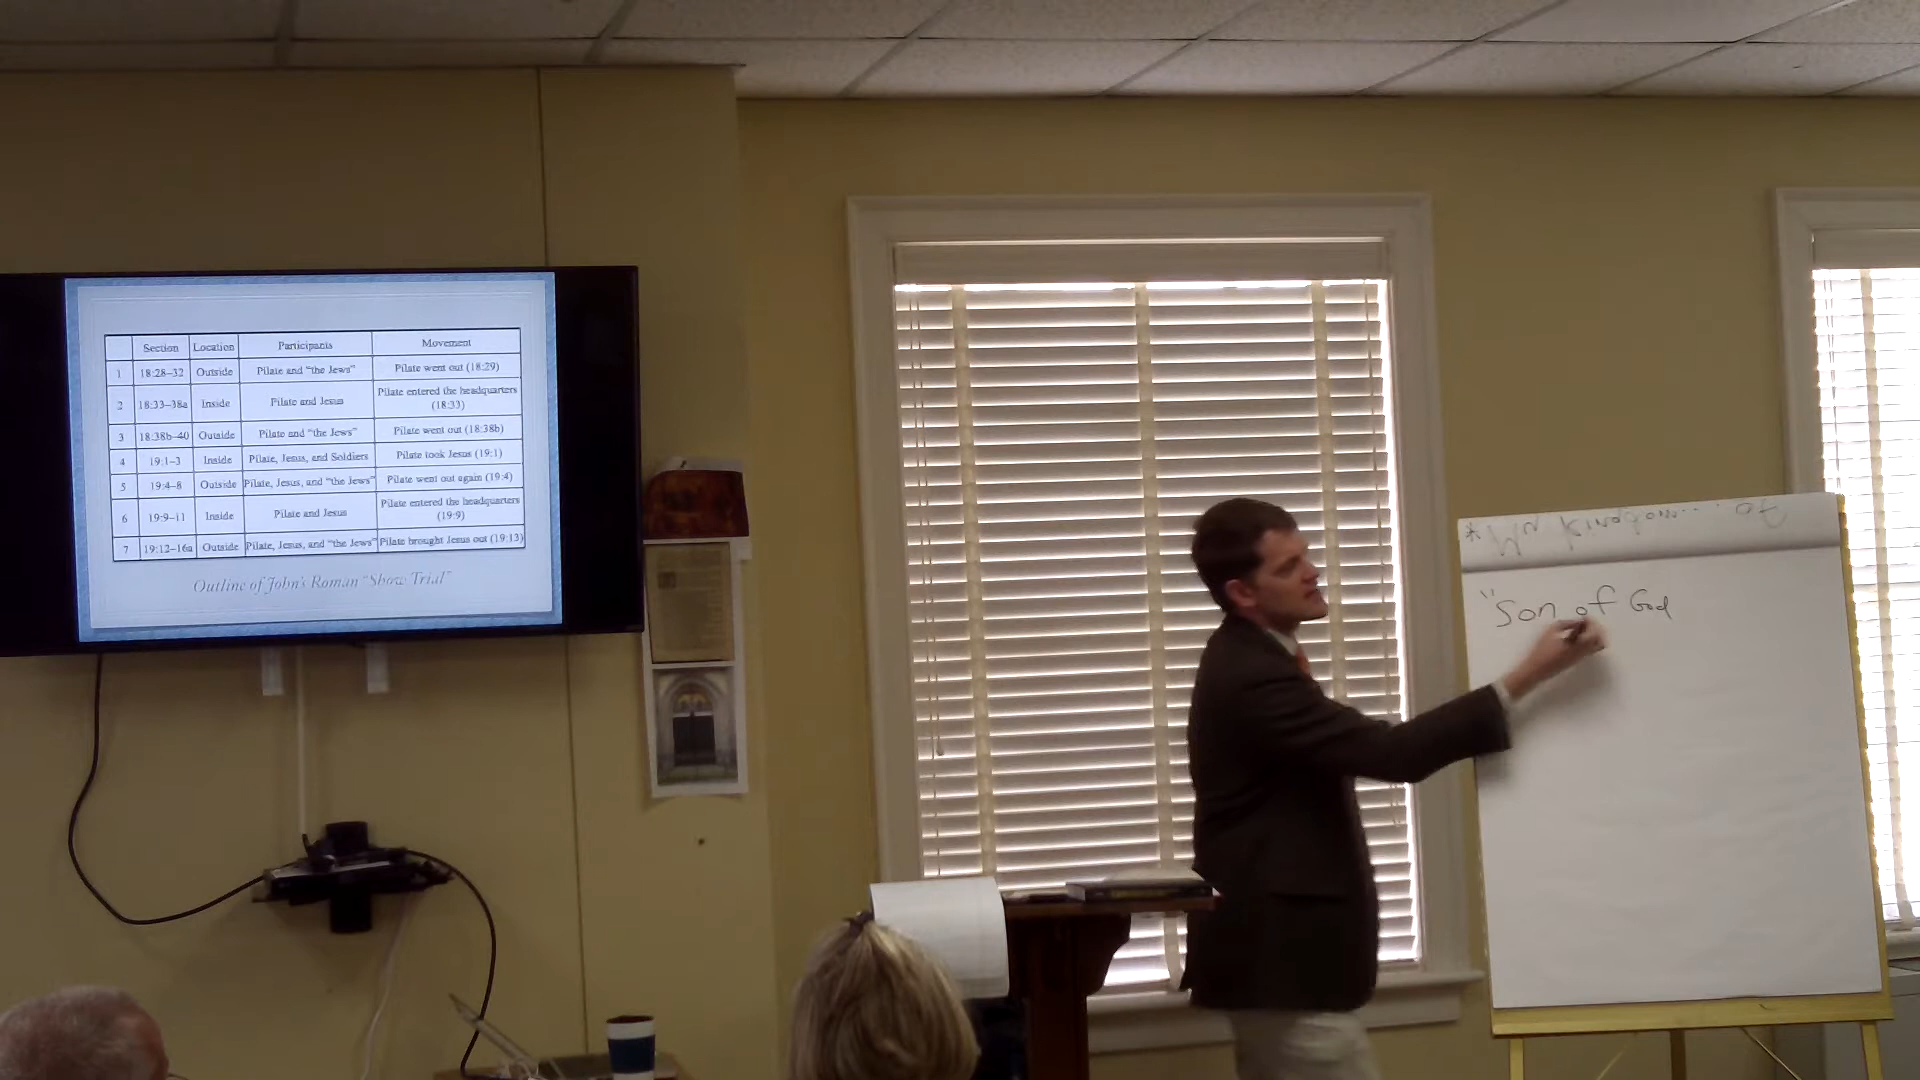 Section Location Participants Movement
1 18:28–32 Outside Pilate and “the Jews” Pilate went out (18:29)
2 18:33–38a Inside Pilate and Jesus Pilate entered the headquarters
(18:33)
3 18:38b–40 Outside Pilate and “the Jews” Pilate went out (18:38b)
4 19:1–3 Inside Pilate, Jesus, and Soldiers Pilate took Jesus (19:1)
5 19:4–8 Outside Pilate, Jesus, and “the Jews” Pilate went out again (19:4)
6 19:9–11 Inside Pilate and Jesus Pilate entered the headquarters
(19:9)
7 19:12–16a Outside Pilate, Jesus, and “the Jews” Pilate brought Jesus out (19:13)
Outline of John's Roman “Show Trial”
* kingdom... of
"Son of God